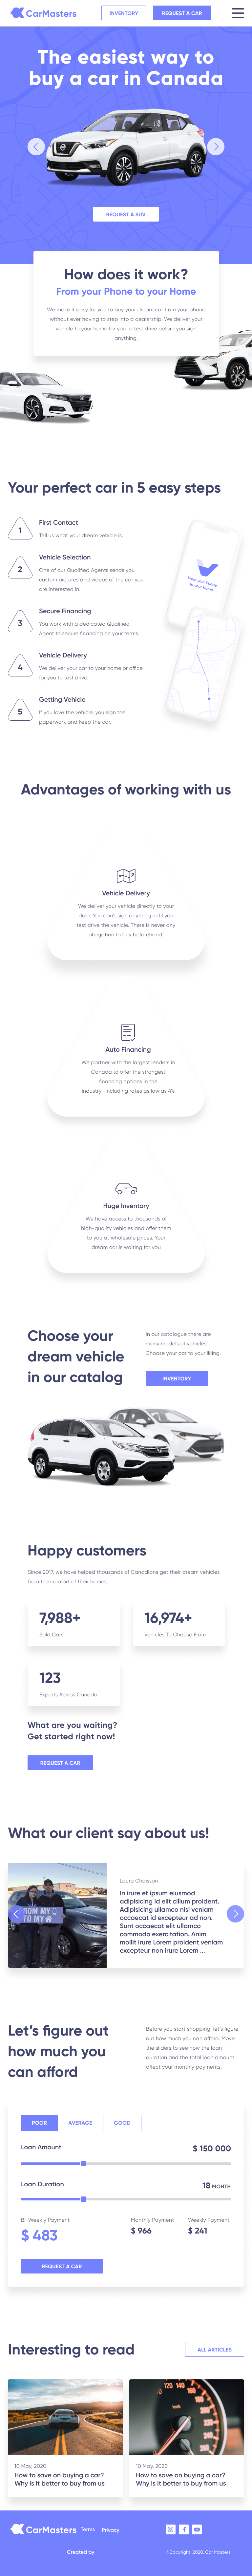 CarMasters
INVENTORY
REQUEST A CAR
The easiest way to
buy a car in Canada
REQUEST A SUV
How does it work?
From your Phone to your Home
We make it easy for you to buy your dream car from your phone
without ever having to step into a dealership! We deliver your
vehicle to your home for you to test drive before you sign
anything.
Your perfect car in 5 easy steps
1
First Contact
Tell us what your dream vehicle is.
2
Vehicle Selection
One of our Qualified Agents sends you
custom pictures and videos of the car you
are interested in.
3
Secure Financing
You work with a dedicated Qualified
Agent to secure financing on your terms.
4
Vehicle Delivery
We deliver your car to your home or office
for you to test drive.
5
Getting Vehicle
If you love the vehicle, you sign the
paperwork and keep the car.
From your Phone
to your Home
Advantages of working with us
Vehicle Delivery
We deliver your vehicle directly to your
door. You don't sign anything until you
test drive the vehicle. There is never any
obligation to buy beforehand.
Auto Financing
We partner with the largest lenders in
Canada to offer the strongest
financing options in the
industry—including rates as low as 4%
Huge Inventory
We have access to thousands of
high-quality vehicles and offer them
to you at wholesale prices. Your
dream car is waiting for you
Choose your
dream vehicle
in our catalog
In our catalogue there are
many models of vehicles.
Choose your car to your liking.
INVENTORY
Happy customers
Since 2017, we have helped thousands of Canadians get their dream vehicles
from the comfort of their homes.
7,988+
Sold Cars
16,974+
Vehicles To Choose From
123
Experts Across Canada
What are you waiting?
Get started right now!
REQUEST A CAR
What our client say about us!
FROM MY
TO MY
Laura Chaisson
In irure et ipsum eiusmod
adipisicing id elit cillum proident.
Adipisicing ullamco nisi veniam
occaecat id excepteur ad non.
Sunt occaecat elit ullamco
commodo exercitation. Anim
mollit irure Lorem proident veniam
excepteur non irure Lorem ...
Let's figure out
how much you
can afford
Before you start shopping, let's figure
out how much you can afford. Move
the sliders to see how the loan
duration and the total loan amount
affect your monthly payments.
POOR
AVERAGE
GOOD
Loan Amount
$ 150 000
Loan Duration
18 MONTH
Bi-Weekly Payment
$ 483
Monthly Payment
$ 966
Weekly Payment
$ 241
REQUEST A CAR
Interesting to read
ALL ARTICLES
10 May, 2020
How to save on buying a car?
Why is it better to buy from us
10 May, 2020
How to save on buying a car?
Why is it better to buy from us
CarMasters
Terms
Privacy
Created by
©Copyright, 2020. Car Masters